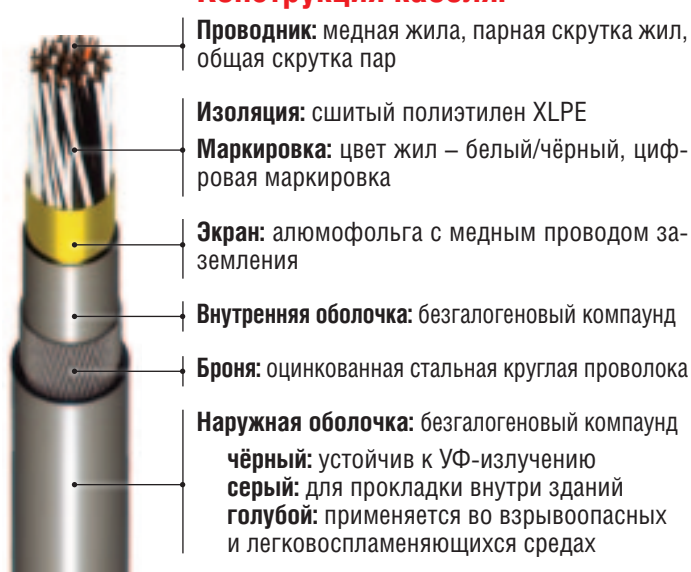 Конструкция кабеля:
Проводник: медная жила, парная скрутка жил,
общая скрутка пар
Изоляция: сшитый полиэтилен XLPE
Маркировка: цвет жил – белый/чёрный, циф-
ровая маркировка
Экран: алюмофольга с медным проводом за-
земления
Внутренняя оболочка: безгалогеновый компаунд
Броня: оцинкованная стальная круглая проволока
Наружная оболочка: безгалогеновый компаунд
чёрный: устойчив к УФ-излучению
серый: для прокладки внутри зданий
голубой: применяется во взрывоопасных
и легковоспламеняющихся средах